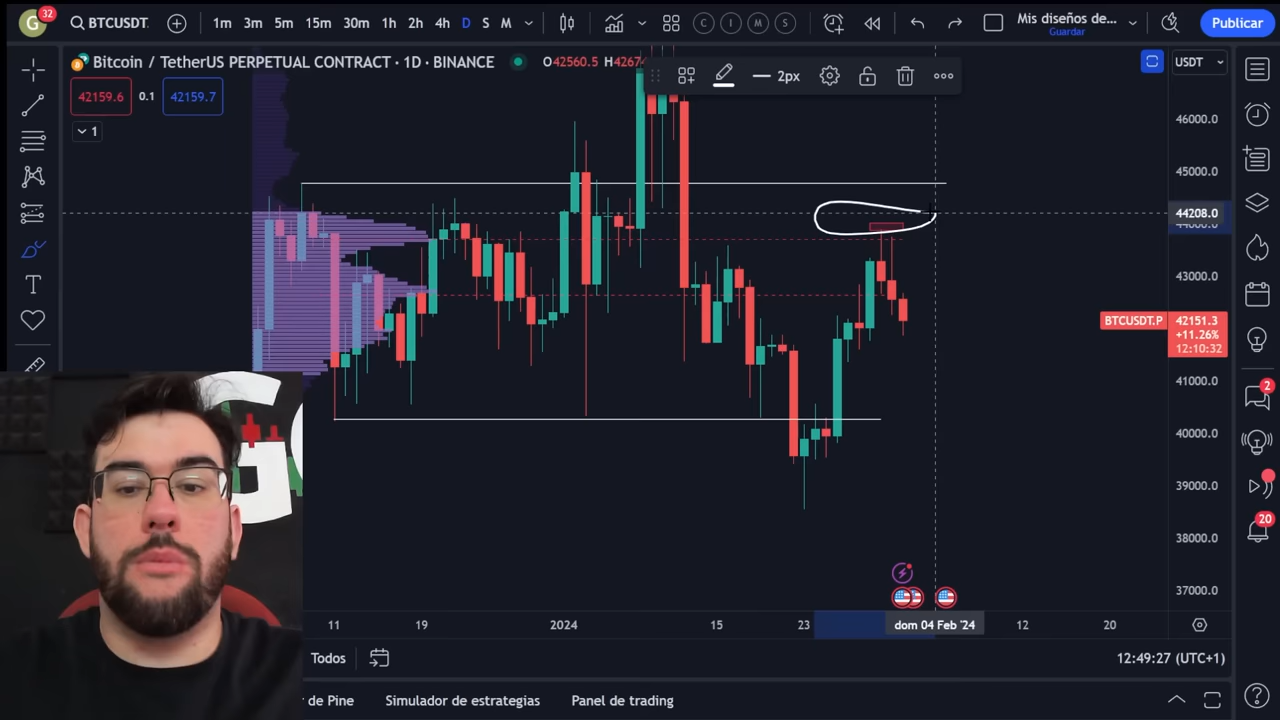 G
32
BTCUSDT
1m 3m 5m 15m 30m 1h 2h 4h D S M
C I M S
Mis diseños de...
Guardar
Publicar
Bitcoin / TetherUS PERPETUAL CONTRACT · 1D · BINANCE
O42560.5
2px
USDT
42159.6 0.1 42159.7
1
46000.0
45000.0
44208.0
43000.0
BTCUSDT.P 42151.3
+11.26%
12:10:32
41000.0
40000.0
39000.0
38000.0
37000.0
T
2
20
11 19 2024 15 23 dom 04 Feb '24 12 20
Todos
12:49:27 (UTC+1)
r de Pine Simulador de estrategias Panel de trading